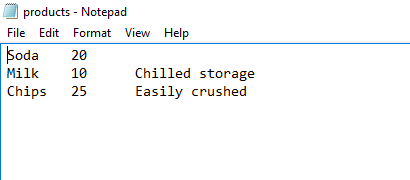 products - Notepad
File Edit Format View Help
Soda 20
Milk 10 Chilled storage
Chips 25 Easily crushed